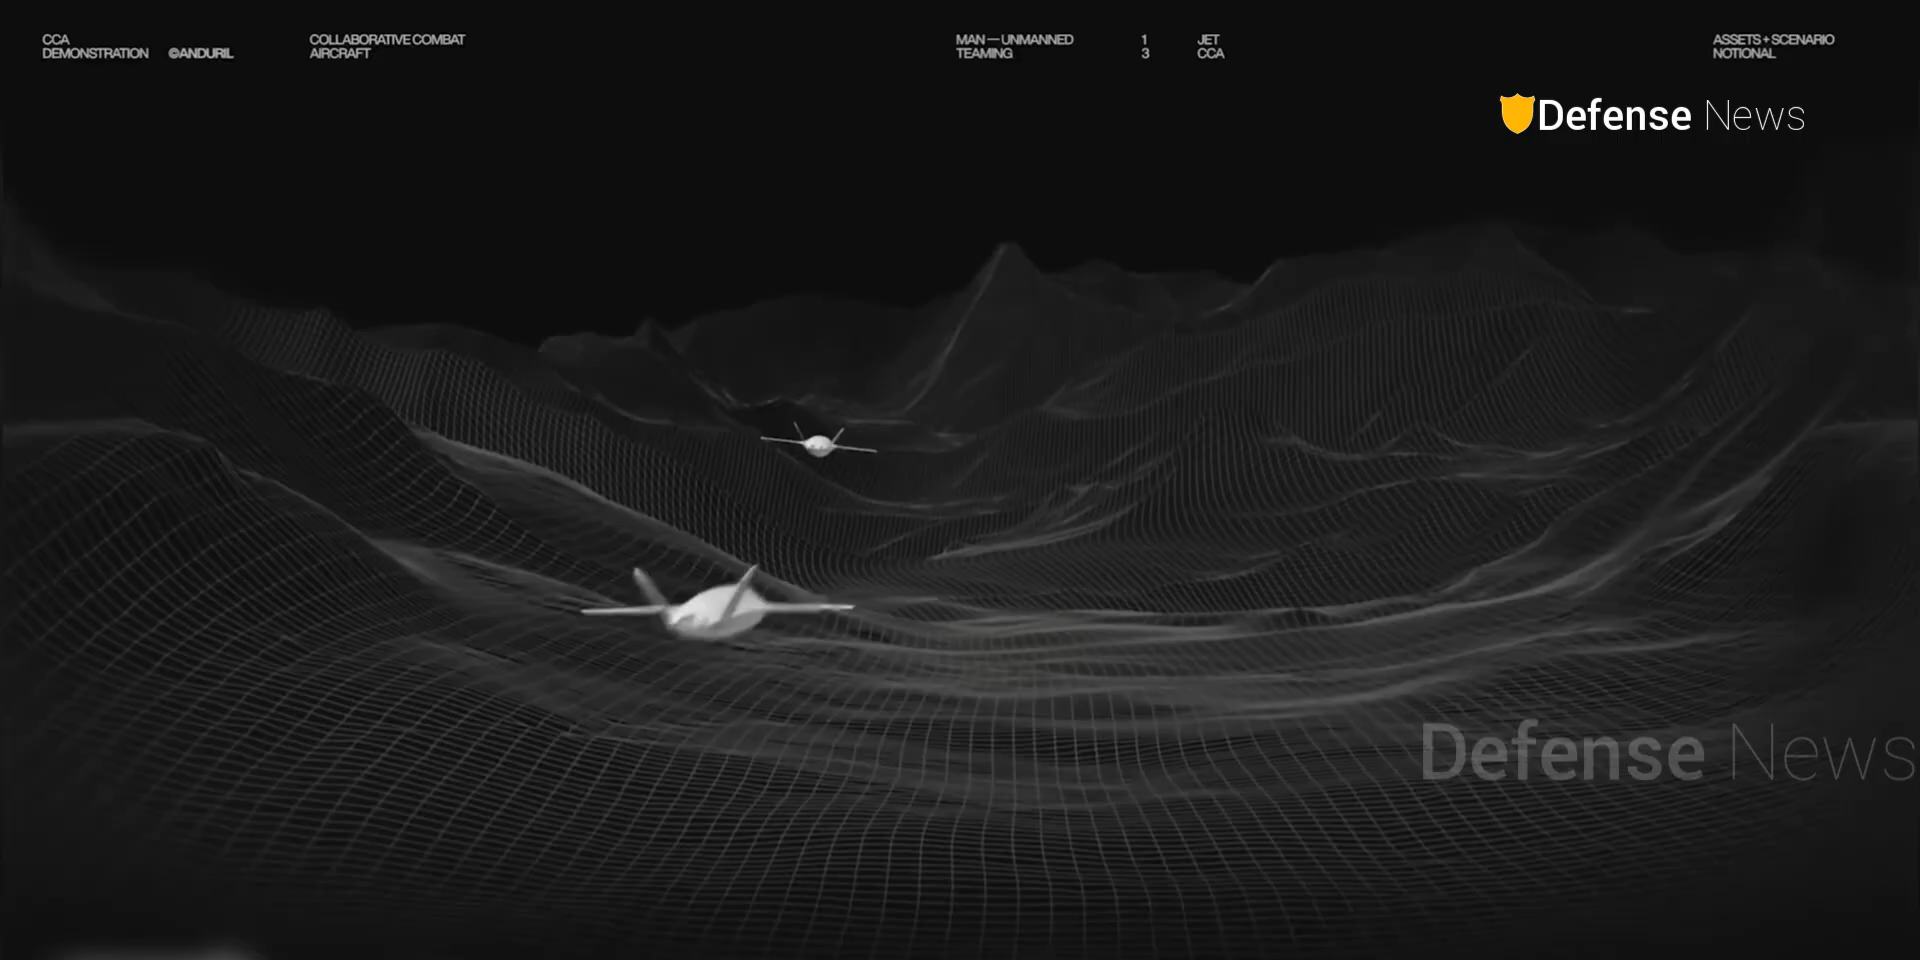 CCA
DEMONSTRATION ©ANDURIL
COLLABORATIVE COMBAT
AIRCRAFT
MAN — UNMANNED
TEAMING
1 JET
3 CCA
ASSETS + SCENARIO
NOTIONAL
Defense News
Defense News